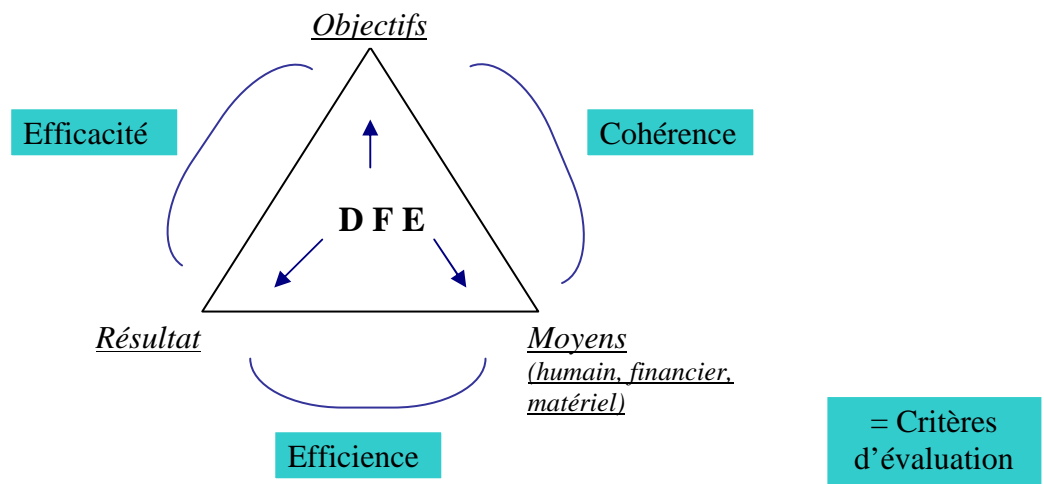 Objectifs
Efficacité
Cohérence
D F E
Résultat
Moyens
(humain, financier,
matériel)
Efficience
= Critères
d'évaluation